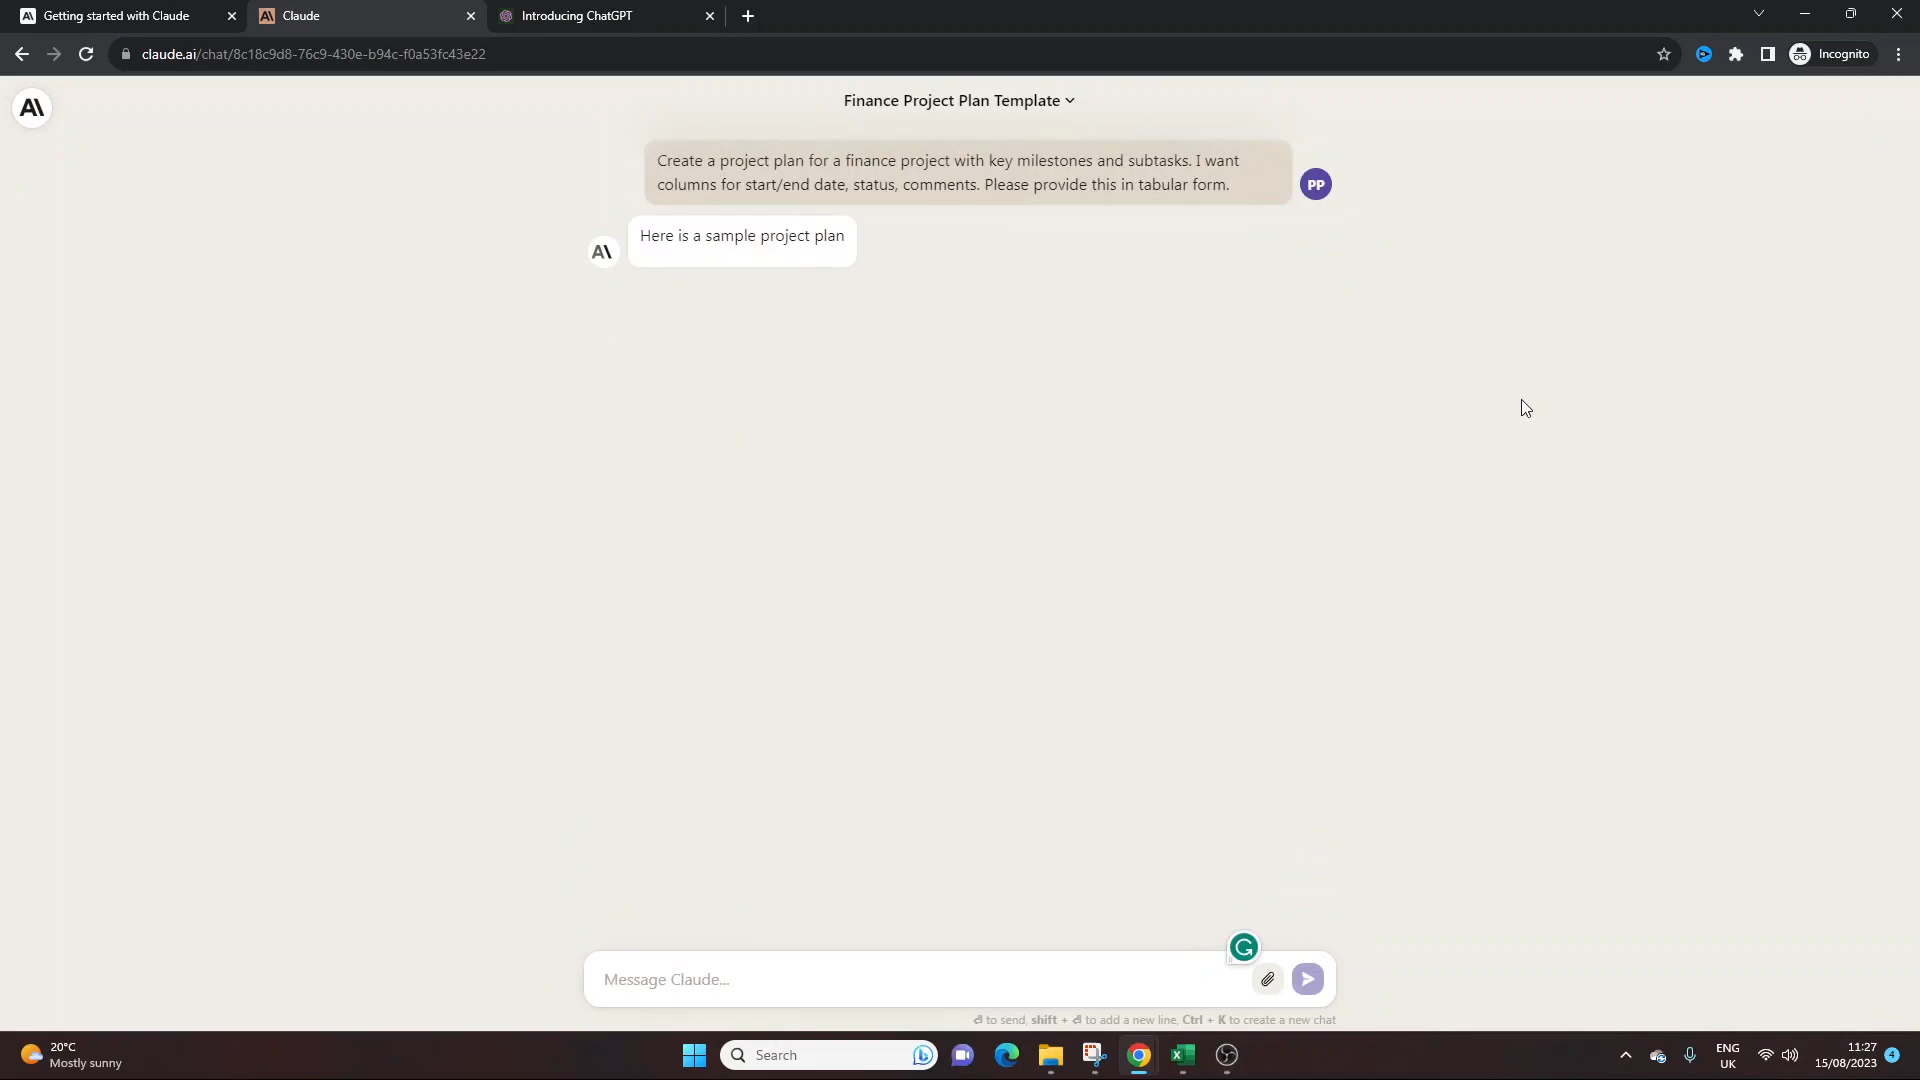 Getting started with Claude
Claude
Introducing ChatGPT
claude.ai/chat/8c18c9d8-76c9-430e-b94c-f0a53fc43e22
Incognito
Finance Project Plan Template
Create a project plan for a finance project with key milestones and subtasks. I want
columns for start/end date, status, comments. Please provide this in tabular form.
PP
Here is a sample project plan
Message Claude...
⏎ to send, shift + ⏎ to add a new line, Ctrl + K to create a new chat
20°C
Mostly sunny
Search
ENG
UK
11:27
15/08/2023
4